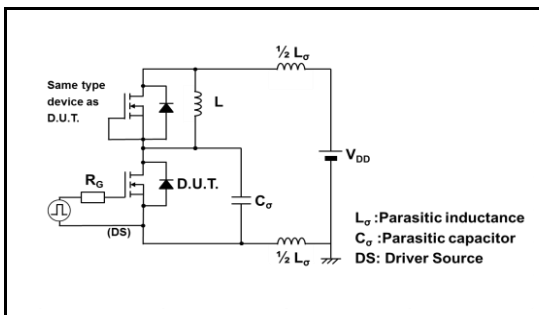 ½ Lσ
Same type
device as
D.U.T.
L
VDD
RG
D.U.T.
Cσ
(DS)
½ Lσ
Lσ :Parasitic inductance
Cσ :Parasitic capacitor
DS: Driver Source